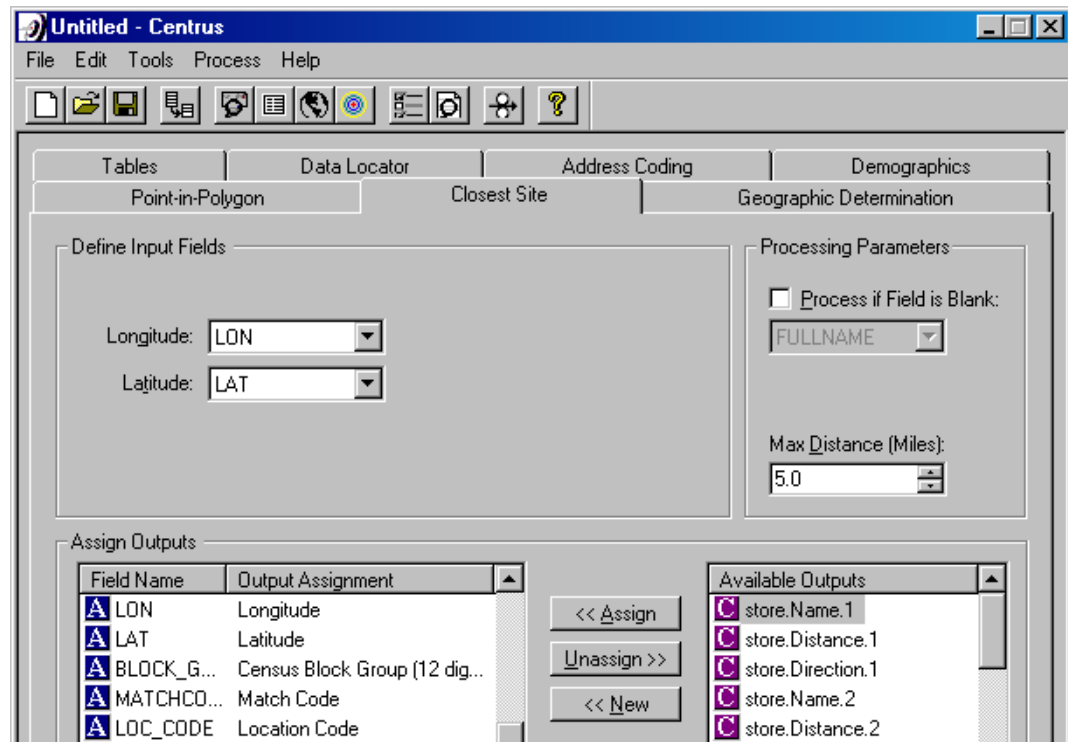 Untitled - Centrus
File Edit Tools Process Help
Tables Data Locator Address Coding Demographics
Point-in-Polygon Closest Site Geographic Determination
Define Input Fields
Longitude: LON
Latitude: LAT
Processing Parameters
Process if Field is Blank:
FULLNAME
Max Distance (Miles):
5.0
Assign Outputs
Field Name Output Assignment
A LON Longitude
A LAT Latitude
A BLOCK_G... Census Block Group (12 dig...
A MATCHCO... Match Code
A LOC_CODE Location Code
<< Assign
Unassign >>
<< New
Available Outputs
C store.Name.1
C store.Distance.1
C store.Direction.1
C store.Name.2
C store.Distance.2